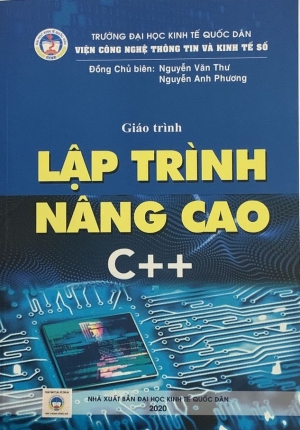 TRƯỜNG ĐẠI HỌC KINH TẾ QUỐC DÂN
VIỆN CÔNG NGHỆ THÔNG TIN VÀ KINH TẾ SỐ
Đồng Chủ biên: Nguyễn Văn Thư
Nguyễn Anh Phương
Giáo trình
LẬP TRÌNH
NÂNG CAO
C++
NHÀ XUẤT BẢN ĐẠI HỌC KINH TẾ QUỐC DÂN
2020